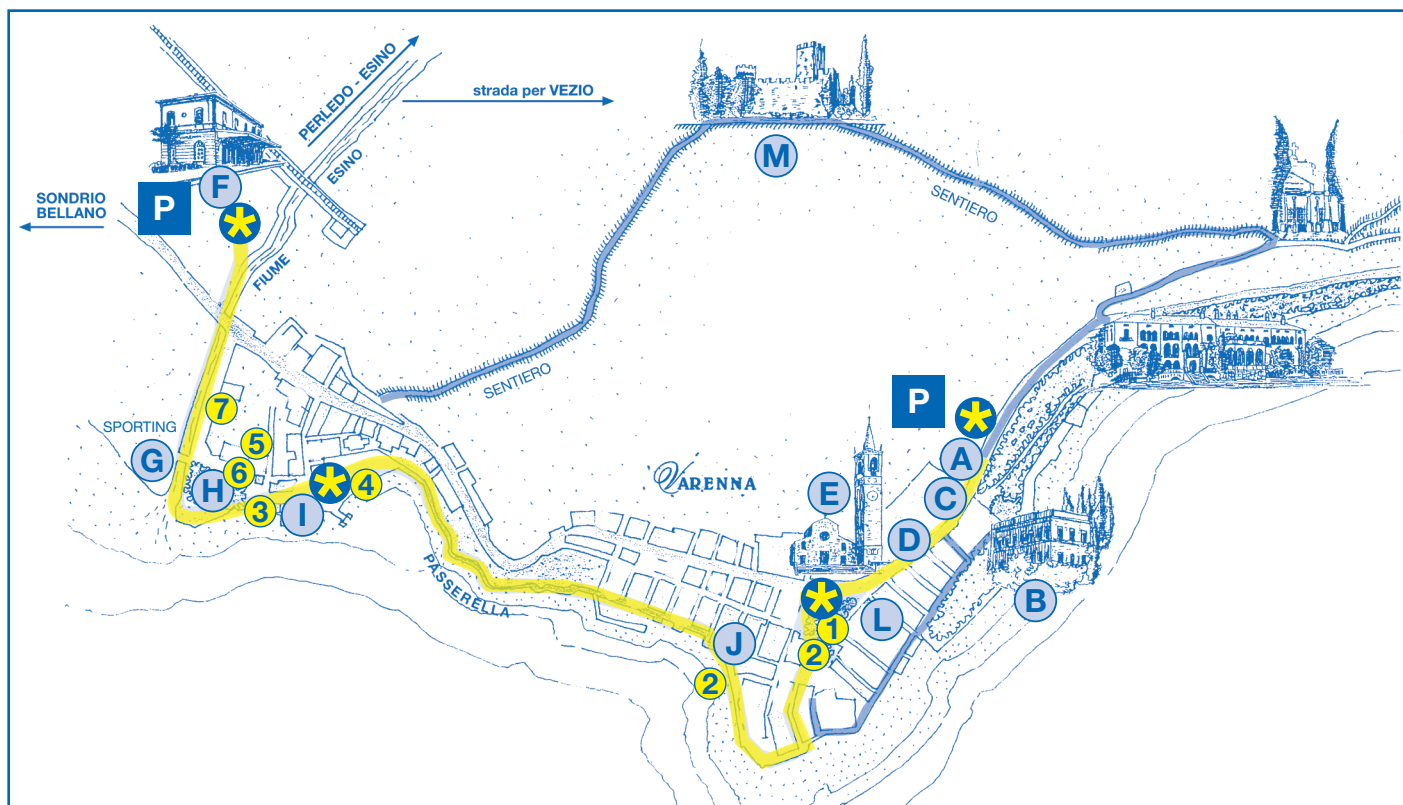 PERLEDO - ESINO
strada per VEZIO
ESINO
M
F
SENTIERO
P
SONDRIO
BELLANO
*
FIUME
SENTIERO
P
*
7
SPORTING
5
G
A
6
H
*
4
VARENNA
E
C
3
I
D
PASSERELLA
*
B
L
1
J
2
2